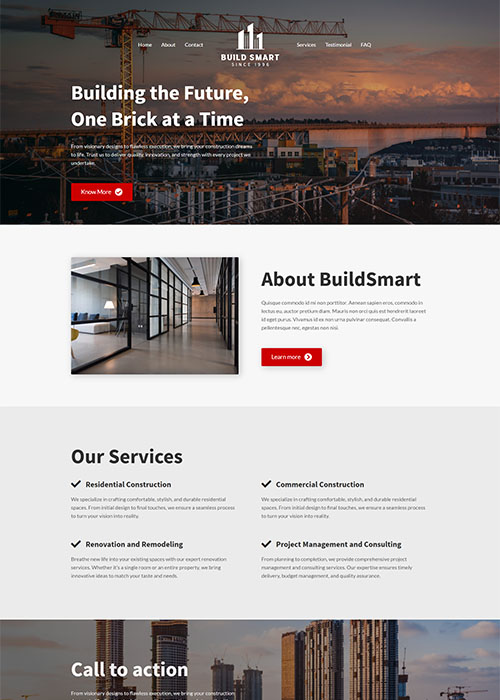 Home About Contact
BUILD SMART
SINCE 1996
Services Testimonial FAQ
Building the Future,
One Brick at a Time
From visionary designs to flawless execution, we bring your construction dreams
to life. Trust us to deliver quality, innovation, and strength with every project we
undertake.
Know More
About BuildSmart
Quisque commodo id mi non porttitor. Aenean sapien eros, commodo in
lectus eu, auctor pretium diam. Mauris non orci quis est hendrerit laoreet
id eget purus. Vivamus id ex non urna pulvinar consequat. Convallis a
pellentesque nec, egestas non nisi.
Learn more
Our Services
Residential Construction
We specialize in crafting comfortable, stylish, and durable residential
spaces. From initial design to final touches, we ensure a seamless process
to turn your vision into reality.
Commercial Construction
We specialize in crafting comfortable, stylish, and durable residential
spaces. From initial design to final touches, we ensure a seamless process
to turn your vision into reality.
Renovation and Remodeling
Breathe new life into your existing spaces with our expert renovation
services. Whether it's a single room or an entire property, we bring
innovative ideas to match your taste and needs.
Project Management and Consulting
From planning to completion, we provide comprehensive project
management and consulting services. Our expertise ensures timely
delivery, budget management, and quality assurance.
Call to action
From visionary designs to flawless execution, we bring your construction